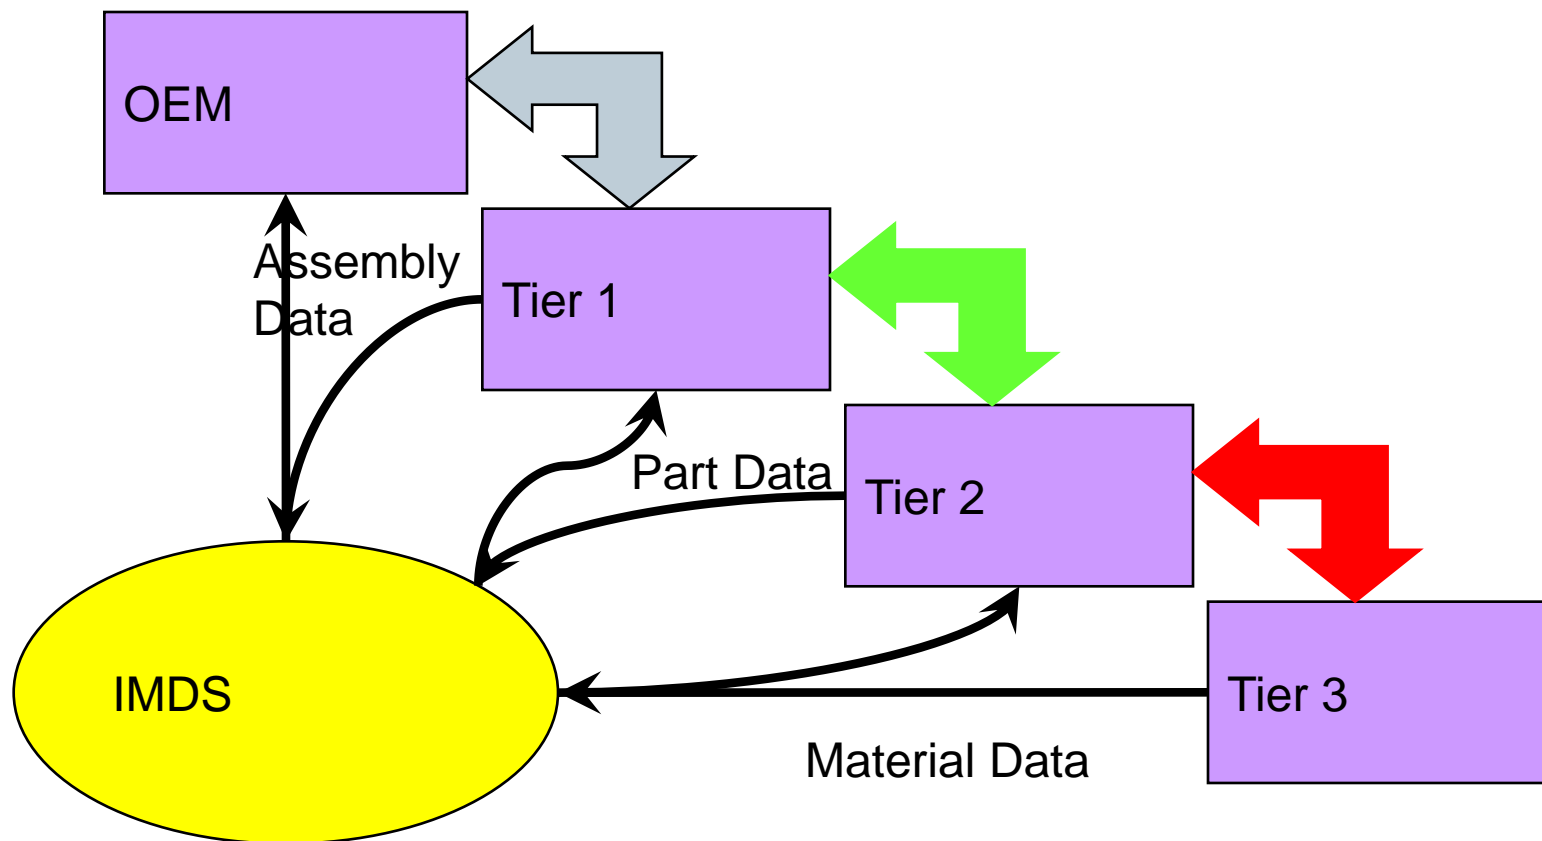 OEM
Assembly
Data
Tier 1
Part Data
Tier 2
IMDS
Tier 3
Material Data